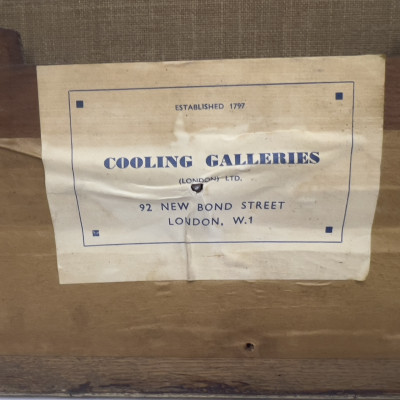 ESTABLISHED 1797
COOLING GALLERIES
(LONDON) LTD.
92 NEW BOND STREET
LONDON, W.1